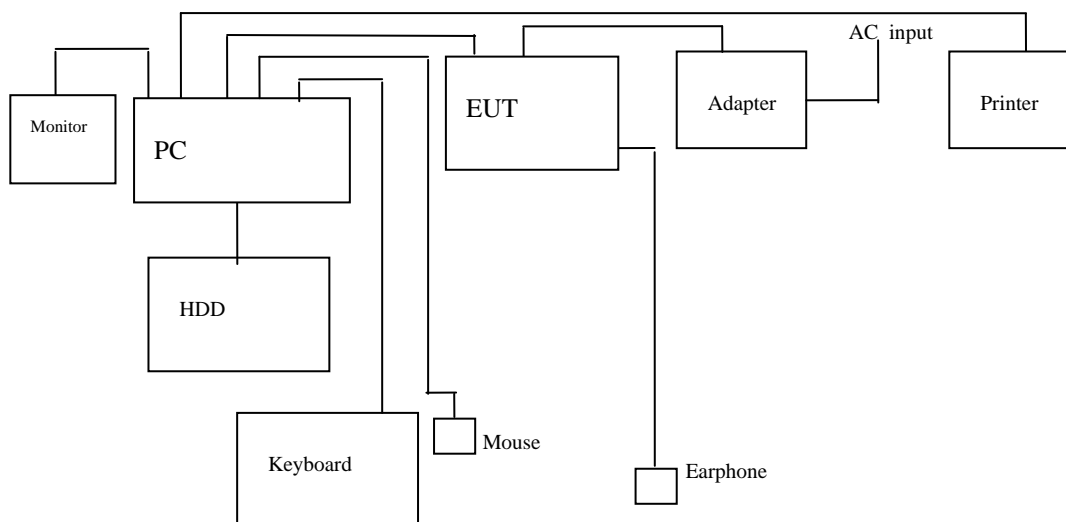 AC input
EUT
Adapter
Printer
Monitor
PC
HDD
Mouse
Keyboard
Earphone